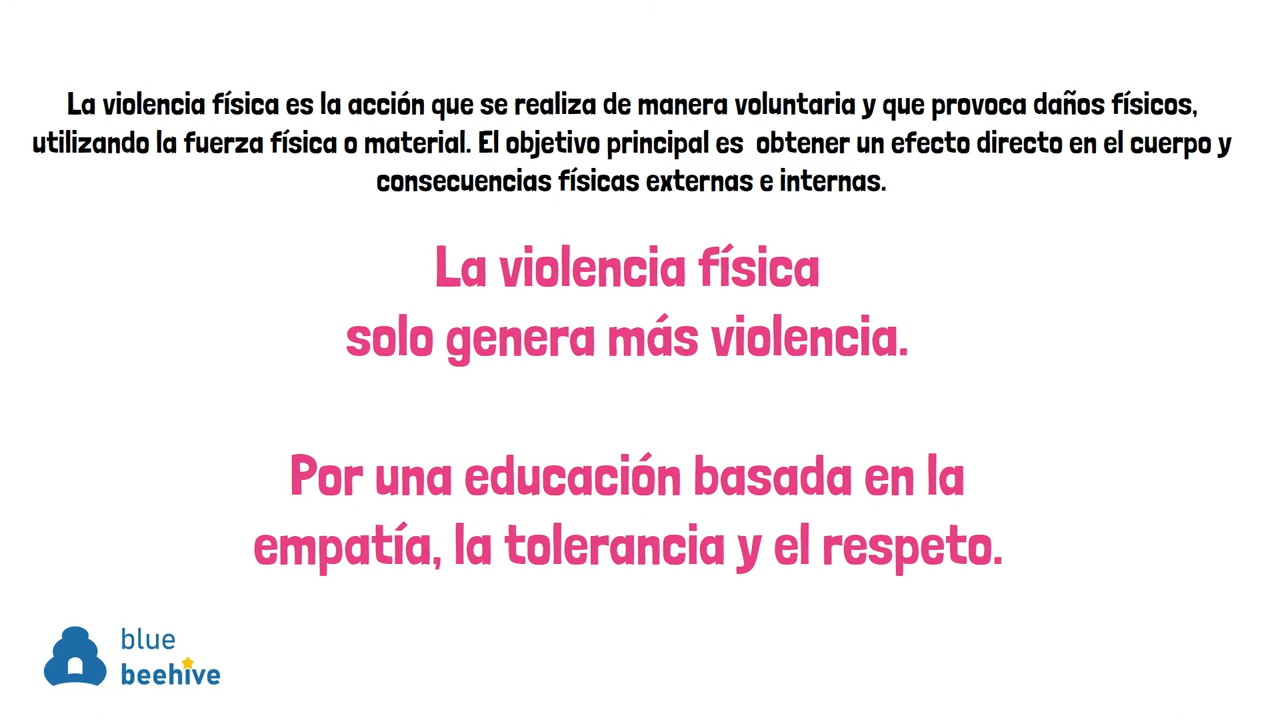 La violencia física es la acción que se realiza de manera voluntaria y que provoca daños físicos,
utilizando la fuerza física o material. El objetivo principal es  obtener un efecto directo en el cuerpo y
consecuencias físicas externas e internas.
La violencia física
solo genera más violencia.
Por una educación basada en la
empatía, la tolerancia y el respeto.
blue
beehive